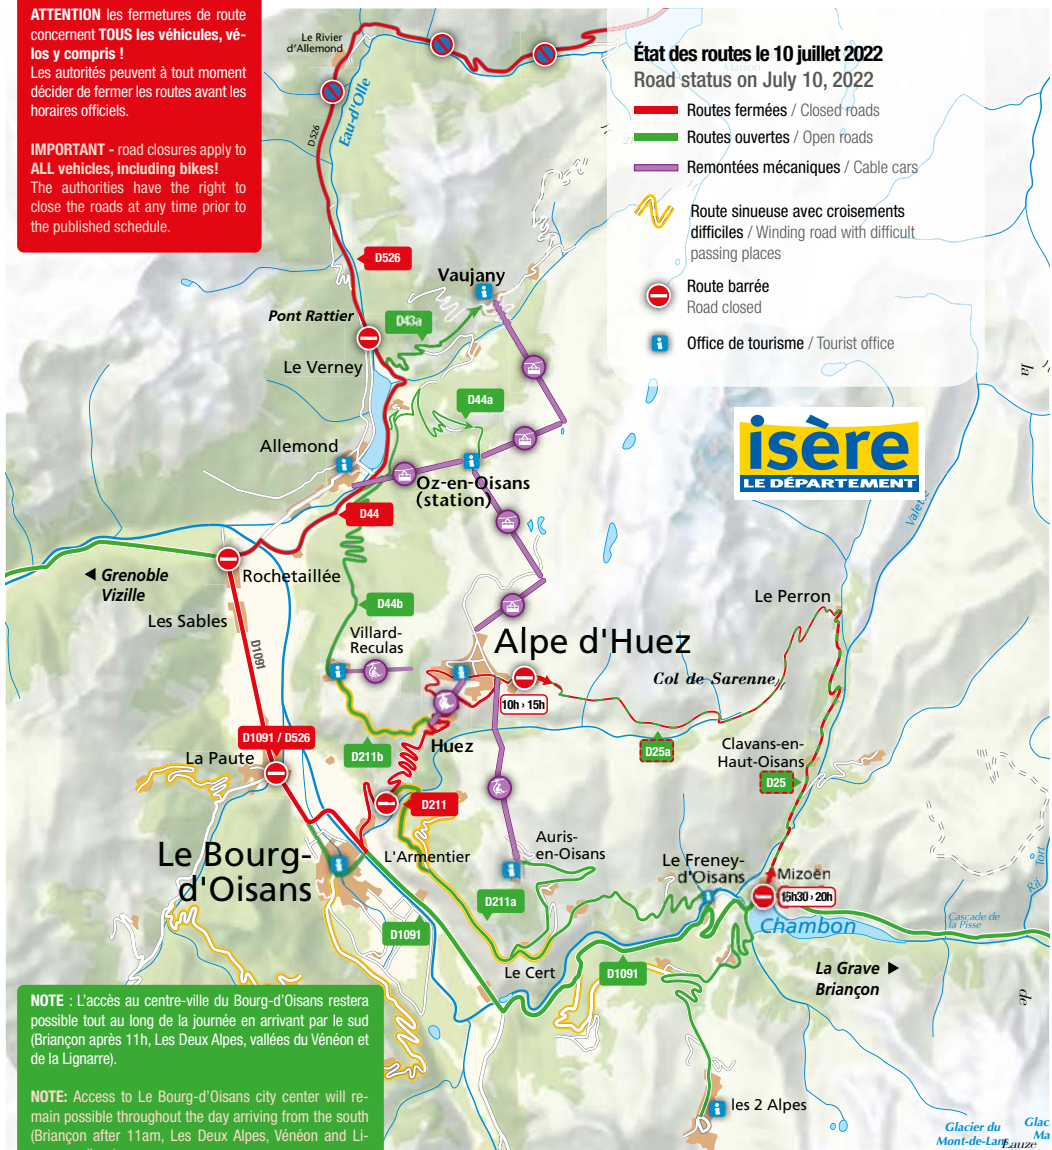 ATTENTION les fermetures de route
concernent TOUS les véhicules, vé-
los y compris !
Les autorités peuvent à tout moment
décider de fermer les routes avant les
horaires officiels.
IMPORTANT - road closures apply to
ALL vehicles, including bikes!
The authorities have the right to
close the roads at any time prior to
the published schedule.
État des routes le 10 juillet 2022
Road status on July 10, 2022
Routes fermées / Closed roads
Routes ouvertes / Open roads
Remontées mécaniques / Cable cars
Route sinueuse avec croisements
difficiles / Winding road with difficult
passing places
Route barrée
Road closed
Office de tourisme / Tourist office
isère
LE DÉPARTEMENT
Le Rivier
d'Allemond
Eau-d'Olle
D526
D526
Vaujany
Pont Rattier
D43a
Le Verney
D44a
Allemond
Oz-en-Oisans
(station)
D44
Grenoble
Vizille
Rochetaillée
Les Sables
D44b
D1091
Villard-
Reculas
Alpe d'Huez
10h › 15h
Le Perron
Col de Sarenne
D25a
Clavans-en-
Haut-Oisans
D25
D1091 / D526
La Paute
D211b
Huez
D211
Le Bourg-
d'Oisans
L'Armentier
Auris-
en-Oisans
Le Freney-
d'Oisans
Mizoën
15h30 › 20h
Chambon
D211a
D1091
Le Cert
D1091
La Grave
Briançon
Cascade de
la Pisse
Rif Tort
la
de
les 2 Alpes
Glacier du
Mont-de-Lans
Lauze
NOTE : L'accès au centre-ville du Bourg-d'Oisans restera
possible tout au long de la journée en arrivant par le sud
(Briançon après 11h, Les Deux Alpes, vallées du Vénéon et
de la Lignarre).
NOTE: Access to Le Bourg-d'Oisans city center will re-
main possible throughout the day arriving from the south
(Briançon after 11am, Les Deux Alpes, Vénéon and Li-